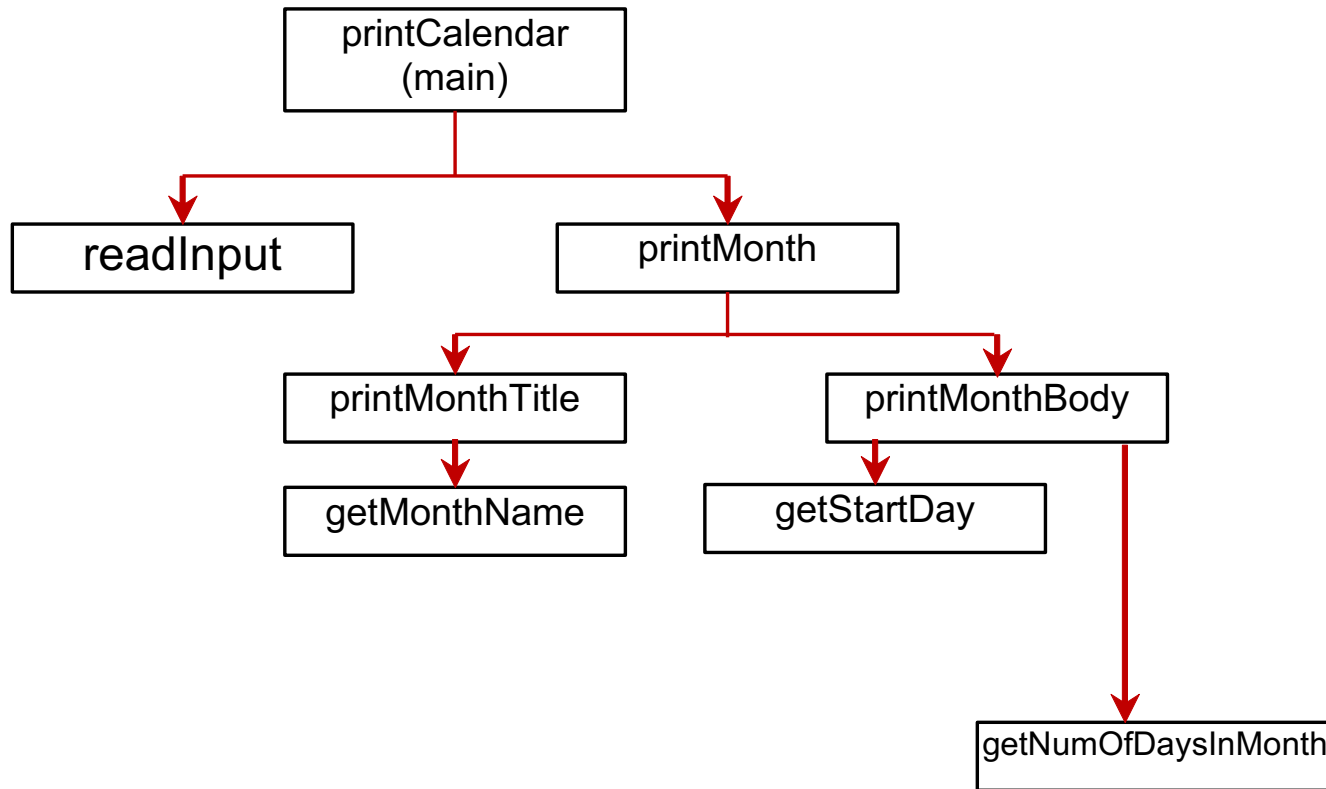 printCalendar
(main)
readInput
printMonth
printMonthTitle
printMonthBody
getMonthName
getStartDay
getNumOfDaysInMonth